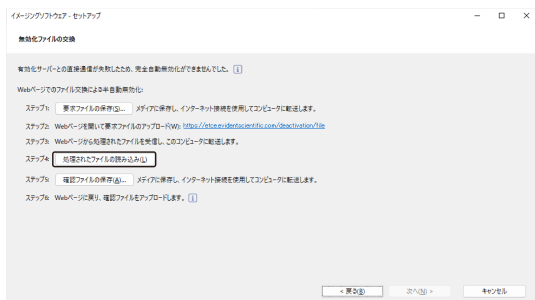 イメージングソフトウェア - セットアップ
無効化ファイルの交換
有効化サーバーとの直接通信が失敗したため、完全自動無効化ができませんでした。 i
Webページでのファイル交換による半自動無効化:
ステップ1: 要求ファイルの保存(S)... メディアに保存し、インターネット接続を使用してコンピュータに転送します。
ステップ2: Webページを開いて要求ファイルのアップロード(W): https://etce.evidentscientific.com/deactivation/file
ステップ3: Webページから処理されたファイルを受信し、このコンピュータに転送します。
ステップ4: 処理されたファイルの読み込み(L)
ステップ5: 確認ファイルの保存(A)... メディアに保存し、インターネット接続を使用してコンピュータに転送します。
ステップ6: Webページに戻り、確認ファイルをアップロードします。 i
< 戻る(B) 次へ(N) > キャンセル